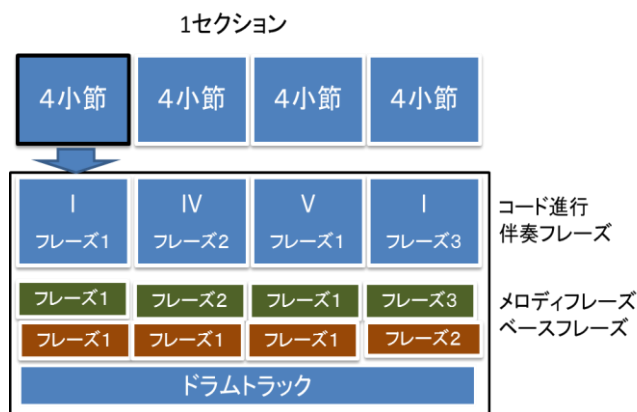 1セクション
4小節 4小節 4小節 4小節
I IV V I
フレーズ1 フレーズ2 フレーズ1 フレーズ3
コード進行
伴奏フレーズ
フレーズ1 フレーズ2 フレーズ1 フレーズ3
メロディフレーズ
フレーズ1 フレーズ1 フレーズ1 フレーズ2
ベースフレーズ
ドラムトラック